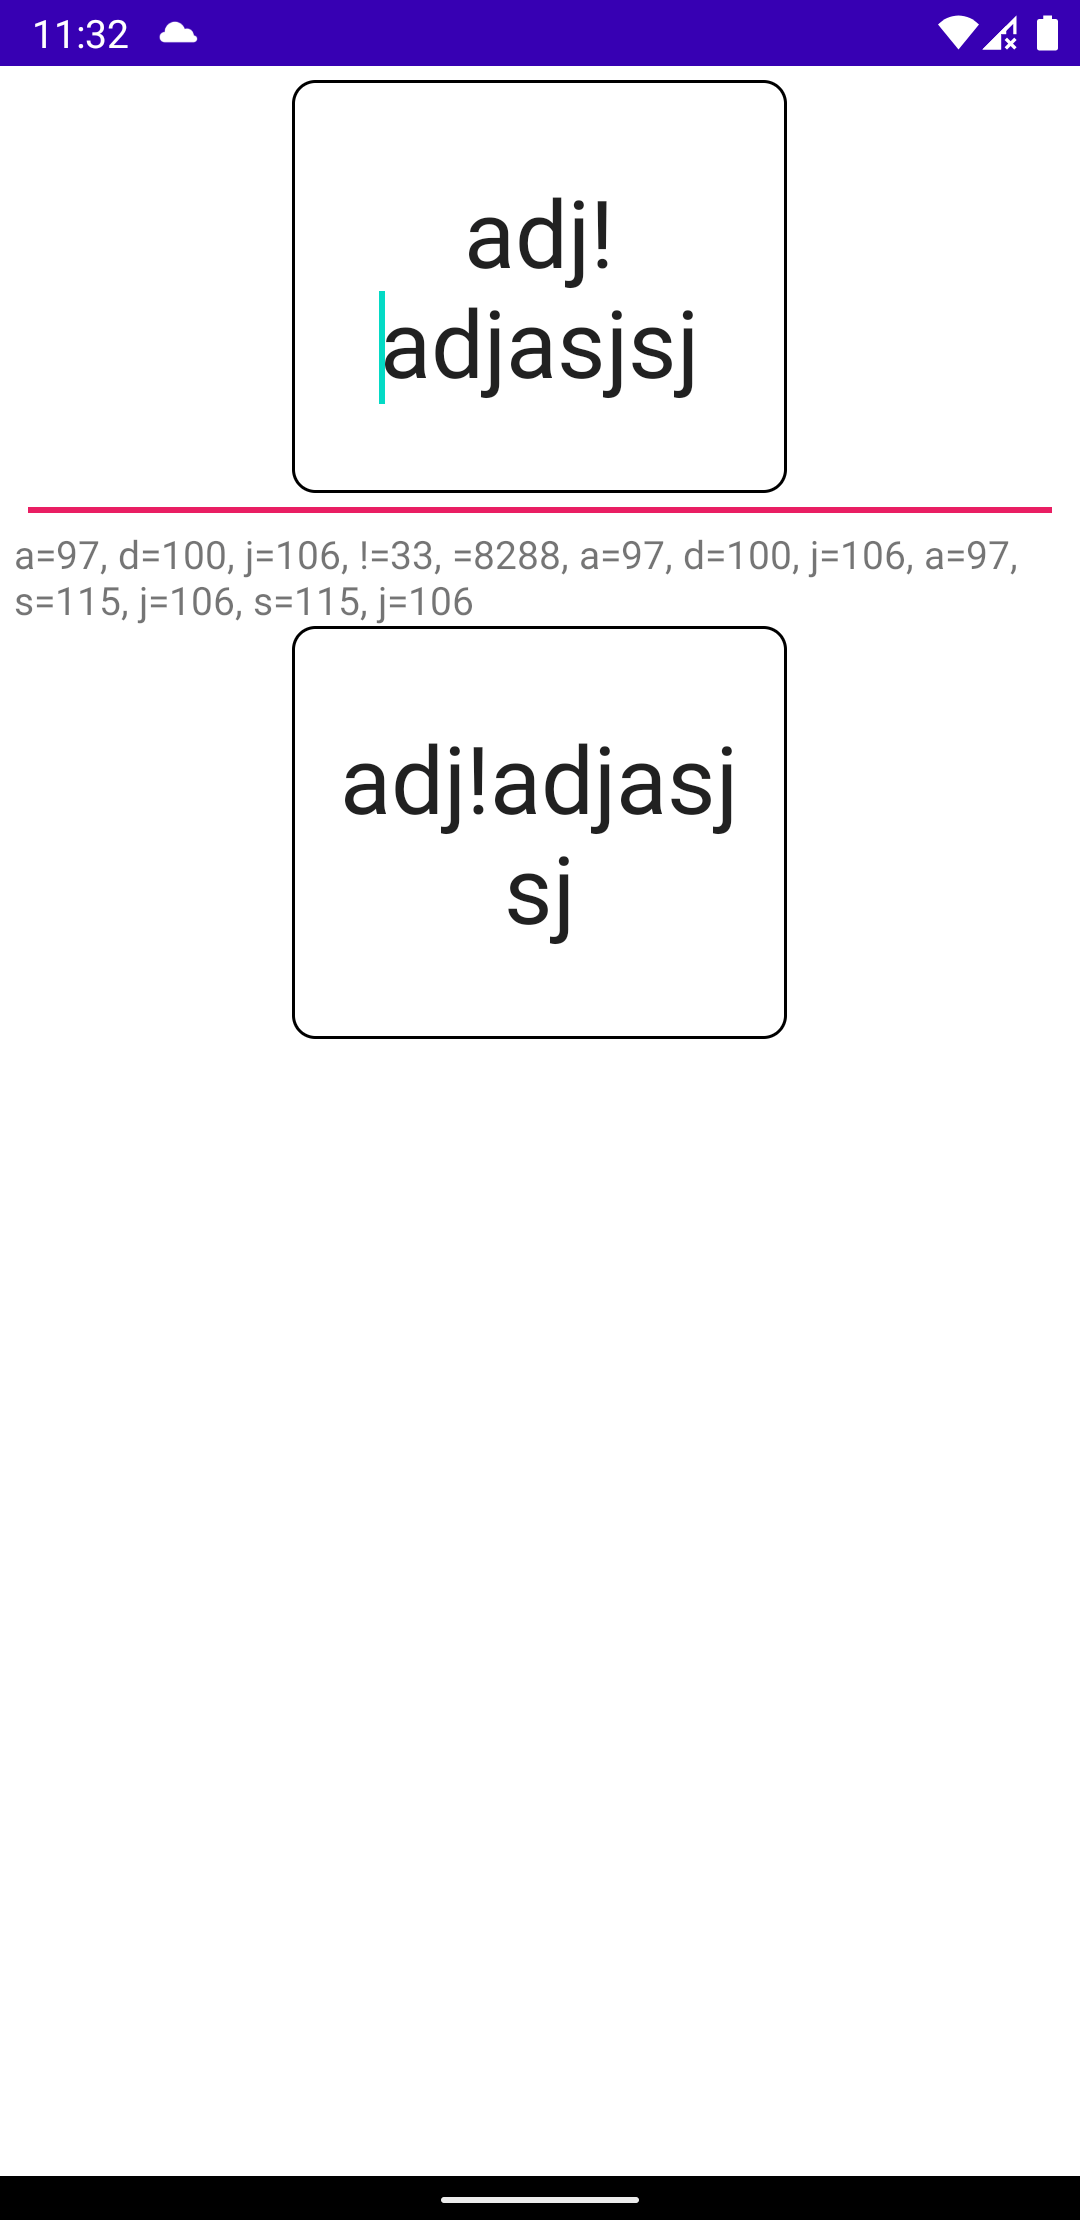 11:32
adj!
adjasjsj
a=97, d=100, j=106, !=33, =8288, a=97, d=100, j=106, a=97,
s=115, j=106, s=115, j=106
adj!adjasj
sj